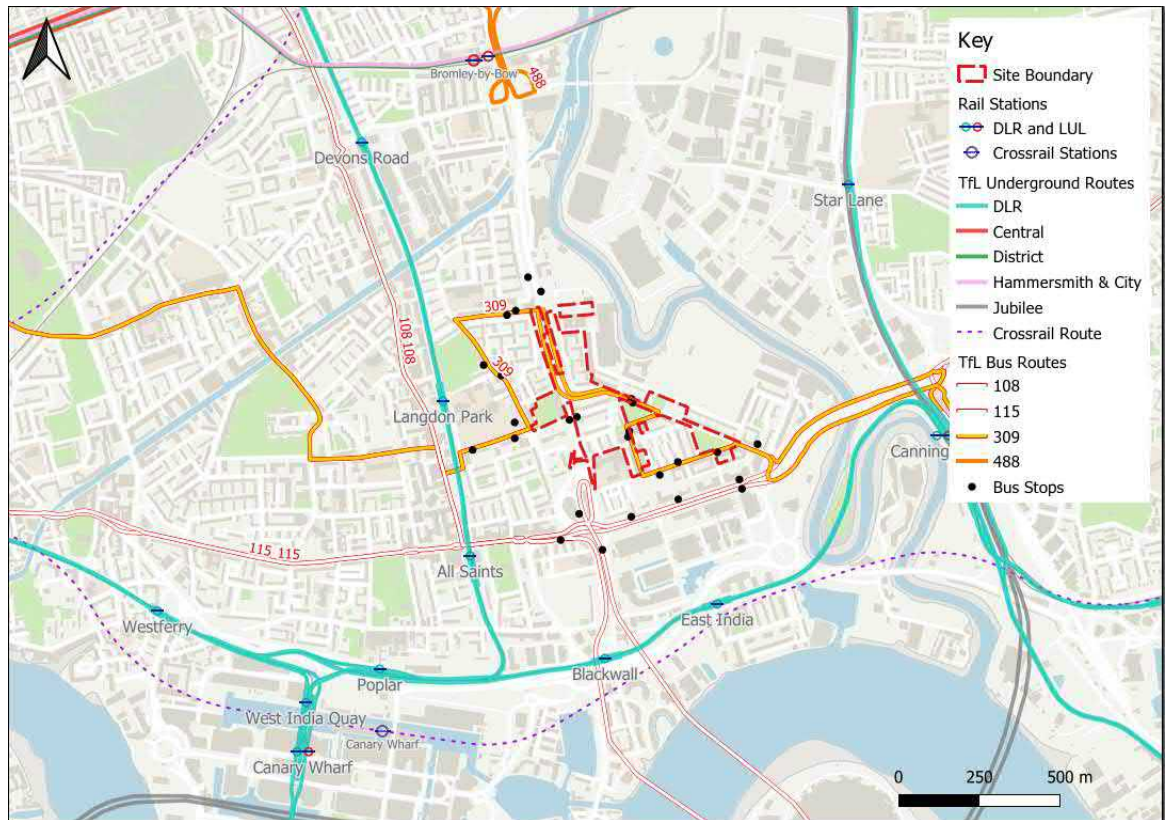 Bromley-by-Bow
488
Devons Road
Star Lane
309
108 108
309
Langdon Park
Canning
115 115
All Saints
Westferry
East India
Blackwall
Poplar
West India Quay
Canary Wharf
Canary Wharf
Key
Site Boundary
Rail Stations
DLR and LUL
Crossrail Stations
TfL Underground Routes
DLR
Central
District
Hammersmith & City
Jubilee
Crossrail Route
TfL Bus Routes
108
115
309
488
Bus Stops
0 250 500 m